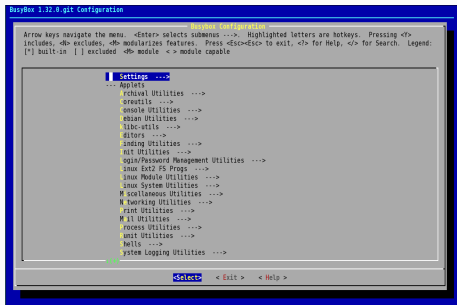 BusyBox 1.32.0.git Configuration
Busybox Configuration
Arrow keys navigate the menu. <Enter> selects submenus --->. Highlighted letters are hotkeys. Pressing <Y>
includes, <N> excludes, <M> modularizes features. Press <Esc><Esc> to exit, <?> for Help, </> for Search. Legend:
[*] built-in [ ] excluded <M> module < > module capable
Settings --->
--- Applets
Archival Utilities --->
Coreutils --->
Console Utilities --->
Debian Utilities --->
klibc-utils --->
Editors --->
Finding Utilities --->
Init Utilities --->
Login/Password Management Utilities --->
Linux Ext2 FS Progs --->
Linux Module Utilities --->
Linux System Utilities --->
Miscellaneous Utilities --->
Networking Utilities --->
Print Utilities --->
Mail Utilities --->
Process Utilities --->
Runit Utilities --->
Shells --->
System Logging Utilities --->
<Select> < Exit > < Help >